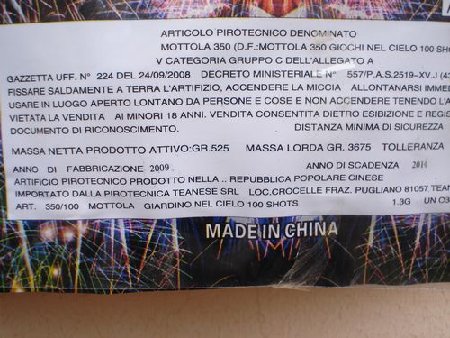 ARTICOLO PIROTECNICO DENOMINATO
MOTTOLA 350 (D.F.:MOTTOLA 350 GIOCHI NEL CIELO 100 SHO
V CATEGORIA GRUPPO C DELL'ALLEGATO A
GAZZETTA UFF. N° 224 DEL 24/09/2008 DECRETO MINISTERIALE N° 557/P.A.S.2519-XV.J (4
FISSARE SALDAMENTE A TERRA L'ARTIFIZIO, ACCENDERE LA MICCIA ALLONTANARSI IMME
USARE IN LUOGO APERTO LONTANO DA PERSONE E COSE E NON ACCENDERE TENENDO L'A
VIETATA LA VENDITA AI MINORI 18 ANNI. VENDITA CONSENTITA DIETRO ESIBIZIONE E REGIS
DOCUMENTO DI RICONOSCIMENTO. DISTANZA MINIMA DI SICUREZZA
MASSA NETTA PRODOTTO ATTIVO:GR.525 MASSA LORDA GR. 3675 TOLLERANZA
ANNO DI FABBRICAZIONE 2009 ANNO DI SCADENZA 2014
ARTIFICIO PIROTECNICO PRODOTTO NELLA.. REPUBBLICA POPOLARE CINESE
IMPORTATO DALLA PIROTECNICA TEANESE SRL LOC.CROCELLE FRAZ. PUGLIANO 81057, TEAN
ART. 350/100 MOTTOLA GIARDINO NEL CIELO 100 SHOTS 1.3G UN 03
MADE IN CHINA